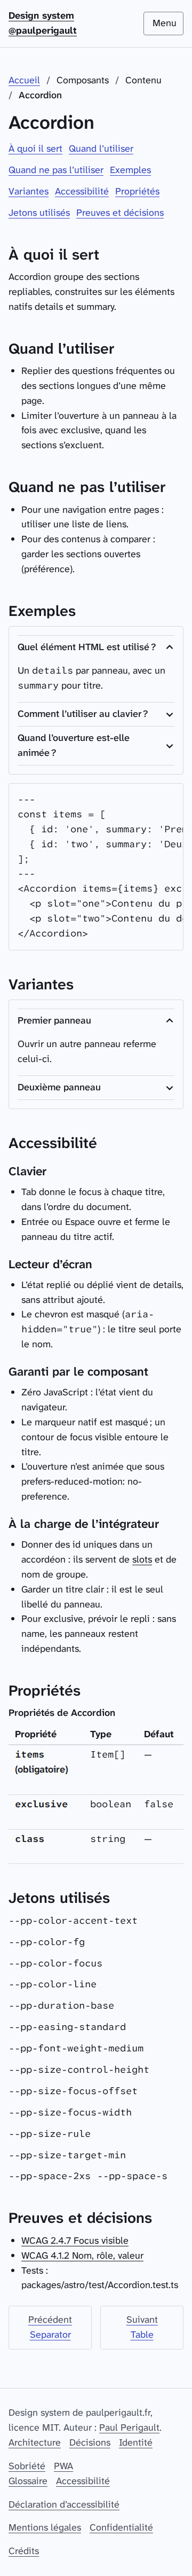 Design system
@paulperigault
Menu
Accueil / Composants / Contenu
/ Accordion
Accordion
À quoi il sert Quand l’utiliser
Quand ne pas l’utiliser Exemples
Variantes Accessibilité Propriétés
Jetons utilisés Preuves et décisions
À quoi il sert
Accordion groupe des sections
repliables, construites sur les éléments
natifs details et summary.
Quand l’utiliser
Replier des questions fréquentes ou
des sections longues d’une même
page.
Limiter l’ouverture à un panneau à la
fois avec exclusive, quand les
sections s’excluent.
Quand ne pas l’utiliser
Pour une navigation entre pages :
utiliser une liste de liens.
Pour des contenus à comparer :
garder les sections ouvertes
(préférence).
Exemples
Quel élément HTML est utilisé ?
Un details par panneau, avec un
summary pour titre.
Comment l’utiliser au clavier ?
Quand l’ouverture est-elle
animée ?
---
const items = [
{ id: 'one', summary: 'Prem
{ id: 'two', summary: 'Deu
];
---
<Accordion items={items} exc
<p slot="one">Contenu du p
<p slot="two">Contenu du d
</Accordion>
Variantes
Premier panneau
Ouvrir un autre panneau referme
celui-ci.
Deuxième panneau
Accessibilité
Clavier
Tab donne le focus à chaque titre,
dans l’ordre du document.
Entrée ou Espace ouvre et ferme le
panneau du titre actif.
Lecteur d’écran
L’état replié ou déplié vient de details,
sans attribut ajouté.
Le chevron est masqué (aria-
hidden="true") : le titre seul porte
le nom.
Garanti par le composant
Zéro JavaScript : l’état vient du
navigateur.
Le marqueur natif est masqué ; un
contour de focus visible entoure le
titre.
L’ouverture n’est animée que sous
prefers-reduced-motion: no-
preference.
À la charge de l’intégrateur
Donner des id uniques dans un
accordéon : ils servent de slots et de
nom de groupe.
Garder un titre clair : il est le seul
libellé du panneau.
Pour exclusive, prévoir le repli : sans
name, les panneaux restent
indépendants.
Propriétés
Propriétés de Accordion
Propriété Type Défaut
items Item[] —
(obligatoire)
exclusive boolean false
class string —
Jetons utilisés
--pp-color-accent-text
--pp-color-fg
--pp-color-focus
--pp-color-line
--pp-duration-base
--pp-easing-standard
--pp-font-weight-medium
--pp-size-control-height
--pp-size-focus-offset
--pp-size-focus-width
--pp-size-rule
--pp-size-target-min
--pp-space-2xs --pp-space-s
Preuves et décisions
WCAG 2.4.7 Focus visible
WCAG 4.1.2 Nom, rôle, valeur
Tests :
packages/astro/test/Accordion.test.ts
Précédent
Separator
Suivant
Table
Design system de paulperigault.fr,
licence MIT. Auteur : Paul Perigault.
Architecture Décisions Identité
Sobriété PWA
Glossaire Accessibilité
Déclaration d’accessibilité
Mentions légales Confidentialité
Crédits